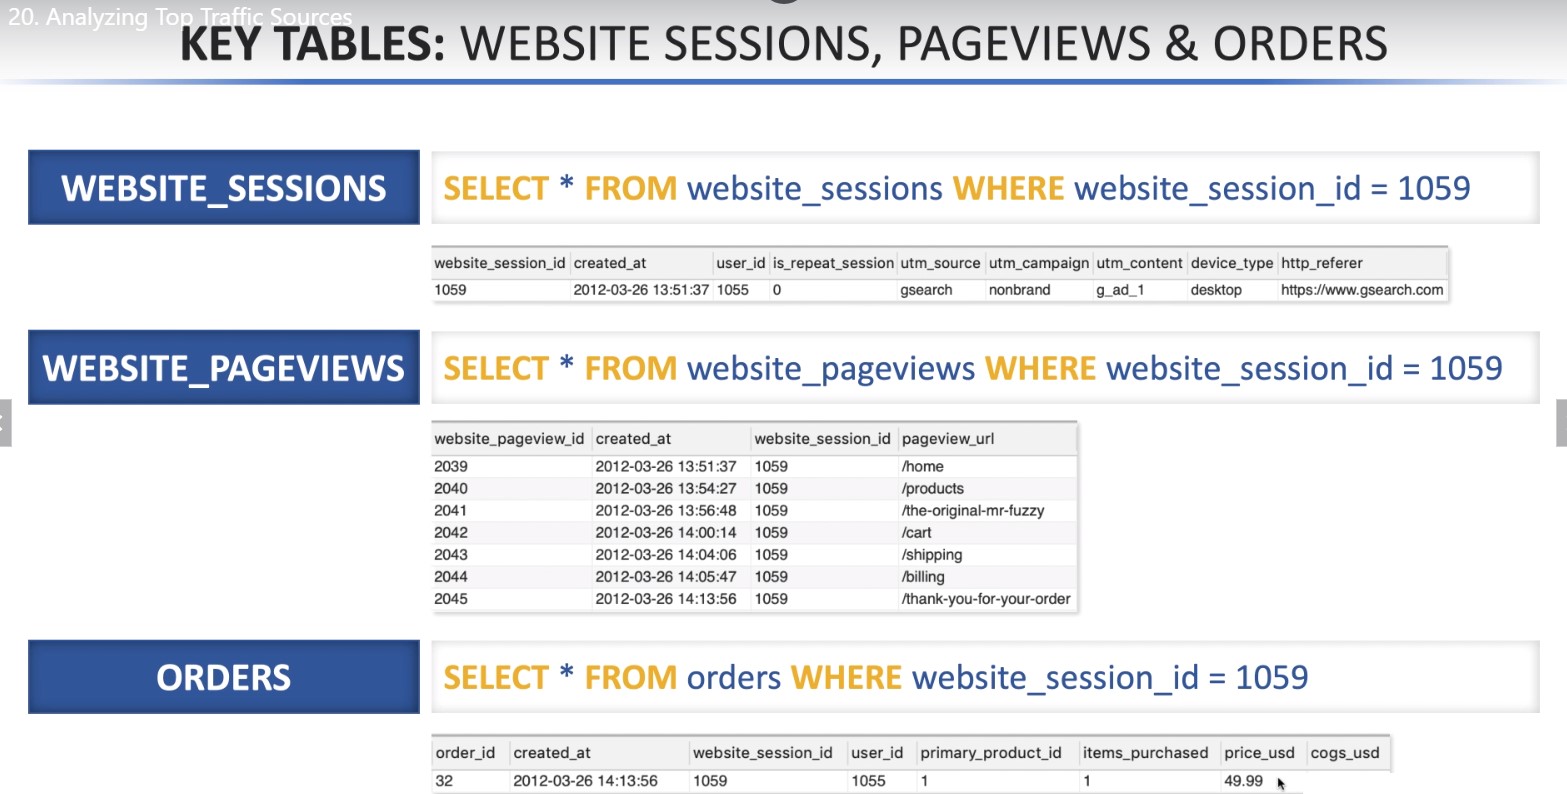 20. Analyzing Top Traffic Sources
KEY TABLES: WEBSITE SESSIONS, PAGEVIEWS & ORDERS
WEBSITE_SESSIONS
SELECT * FROM website_sessions WHERE website_session_id = 1059
website_session_id created_at user_id is_repeat_session utm_source utm_campaign utm_content device_type http_referer
1059 2012-03-26 13:51:37 1055 0 gsearch nonbrand g_ad_1 desktop https://www.gsearch.com
WEBSITE_PAGEVIEWS
SELECT * FROM website_pageviews WHERE website_session_id = 1059
website_pageview_id created_at website_session_id pageview_url
2039 2012-03-26 13:51:37 1059 /home
2040 2012-03-26 13:54:27 1059 /products
2041 2012-03-26 13:56:48 1059 /the-original-mr-fuzzy
2042 2012-03-26 14:00:14 1059 /cart
2043 2012-03-26 14:04:06 1059 /shipping
2044 2012-03-26 14:05:47 1059 /billing
2045 2012-03-26 14:13:56 1059 /thank-you-for-your-order
ORDERS
SELECT * FROM orders WHERE website_session_id = 1059
order_id created_at website_session_id user_id primary_product_id items_purchased price_usd cogs_usd
32 2012-03-26 14:13:56 1059 1055 1 1 49.99